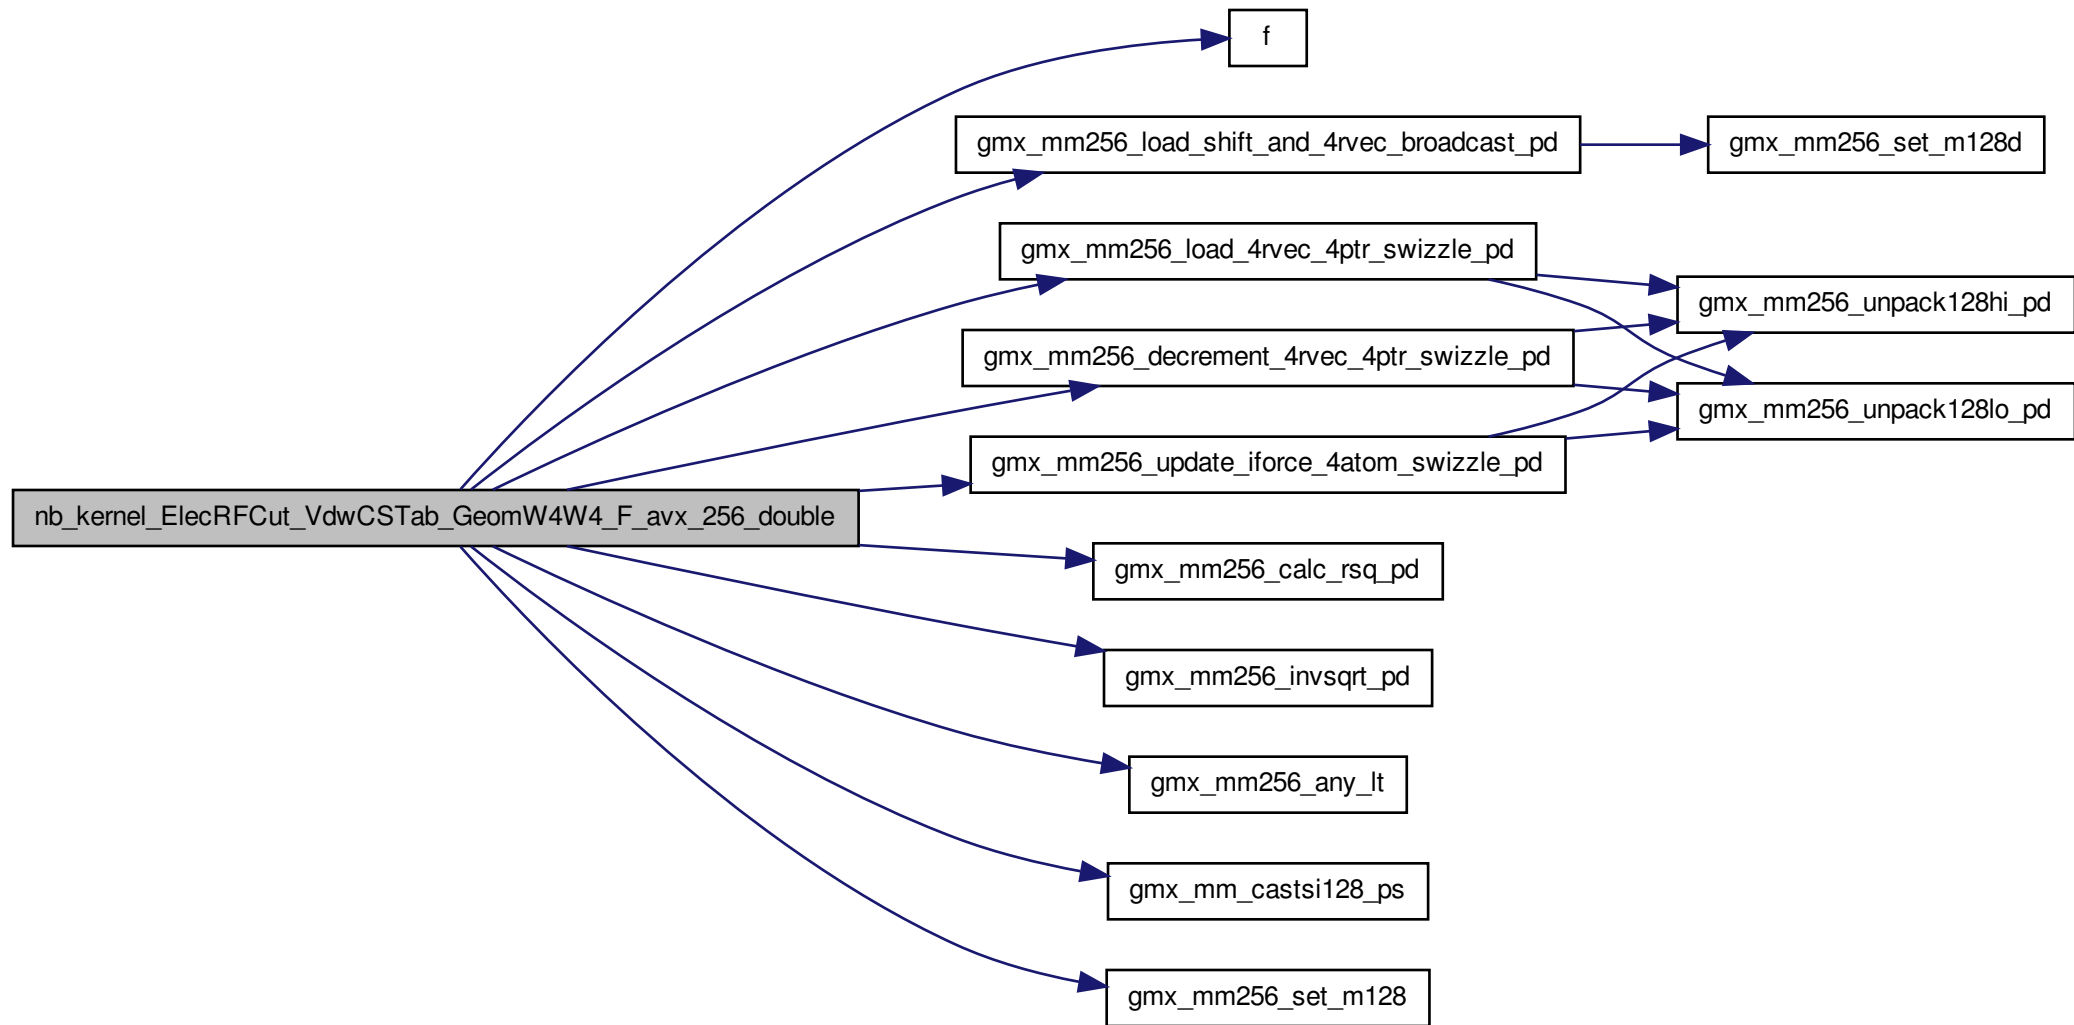 f
gmx_mm256_load_shift_and_4rvec_broadcast_pd
gmx_mm256_set_m128d
gmx_mm256_load_4rvec_4ptr_swizzle_pd
gmx_mm256_unpack128hi_pd
gmx_mm256_decrement_4rvec_4ptr_swizzle_pd
gmx_mm256_unpack128lo_pd
gmx_mm256_update_iforce_4atom_swizzle_pd
nb_kernel_ElecRFCut_VdwCSTab_GeomW4W4_F_avx_256_double
gmx_mm256_calc_rsq_pd
gmx_mm256_invsqrt_pd
gmx_mm256_any_lt
gmx_mm_castsi128_ps
gmx_mm256_set_m128